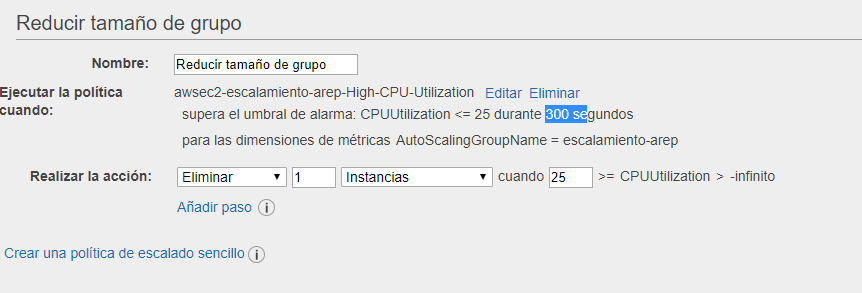 Reducir tamaño de grupo
Nombre: Reducir tamaño de grupo
Ejecutar la política cuando: awsec2-escalamiento-arep-High-CPU-Utilization Editar Eliminar
supera el umbral de alarma: CPUUtilization <= 25 durante 300 segundos
para las dimensiones de métricas AutoScalingGroupName = escalamiento-arep
Realizar la acción: Eliminar 1 Instancias cuando 25 >= CPUUtilization > -infinito
Añadir paso i
Crear una política de escalado sencillo i